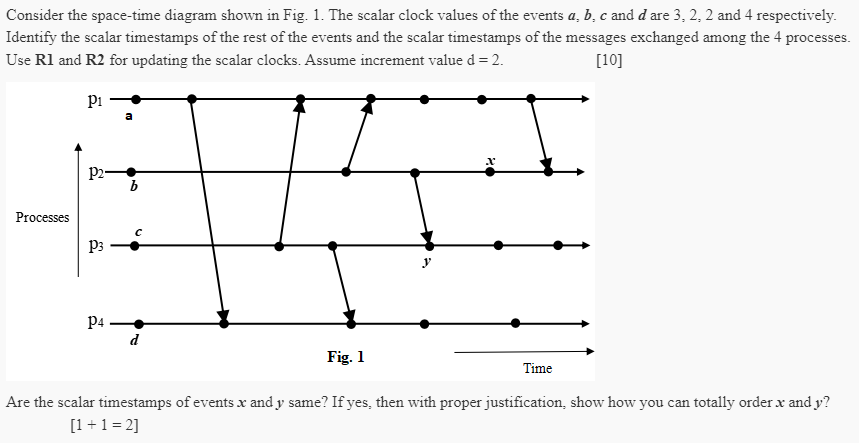 Consider the space-time diagram shown in Fig. 1. The scalar clock values of the events a, b, c and d are 3, 2, 2 and 4 respectively.
Identify the scalar timestamps of the rest of the events and the scalar timestamps of the messages exchanged among the 4 processes.
Use R1 and R2 for updating the scalar clocks. Assume increment value d = 2. [10]
p1
a
x
p2
b
Processes
c
p3
y
p4
d
Fig. 1
Time
Are the scalar timestamps of events x and y same? If yes, then with proper justification, show how you can totally order x and y?
[1 + 1 = 2]